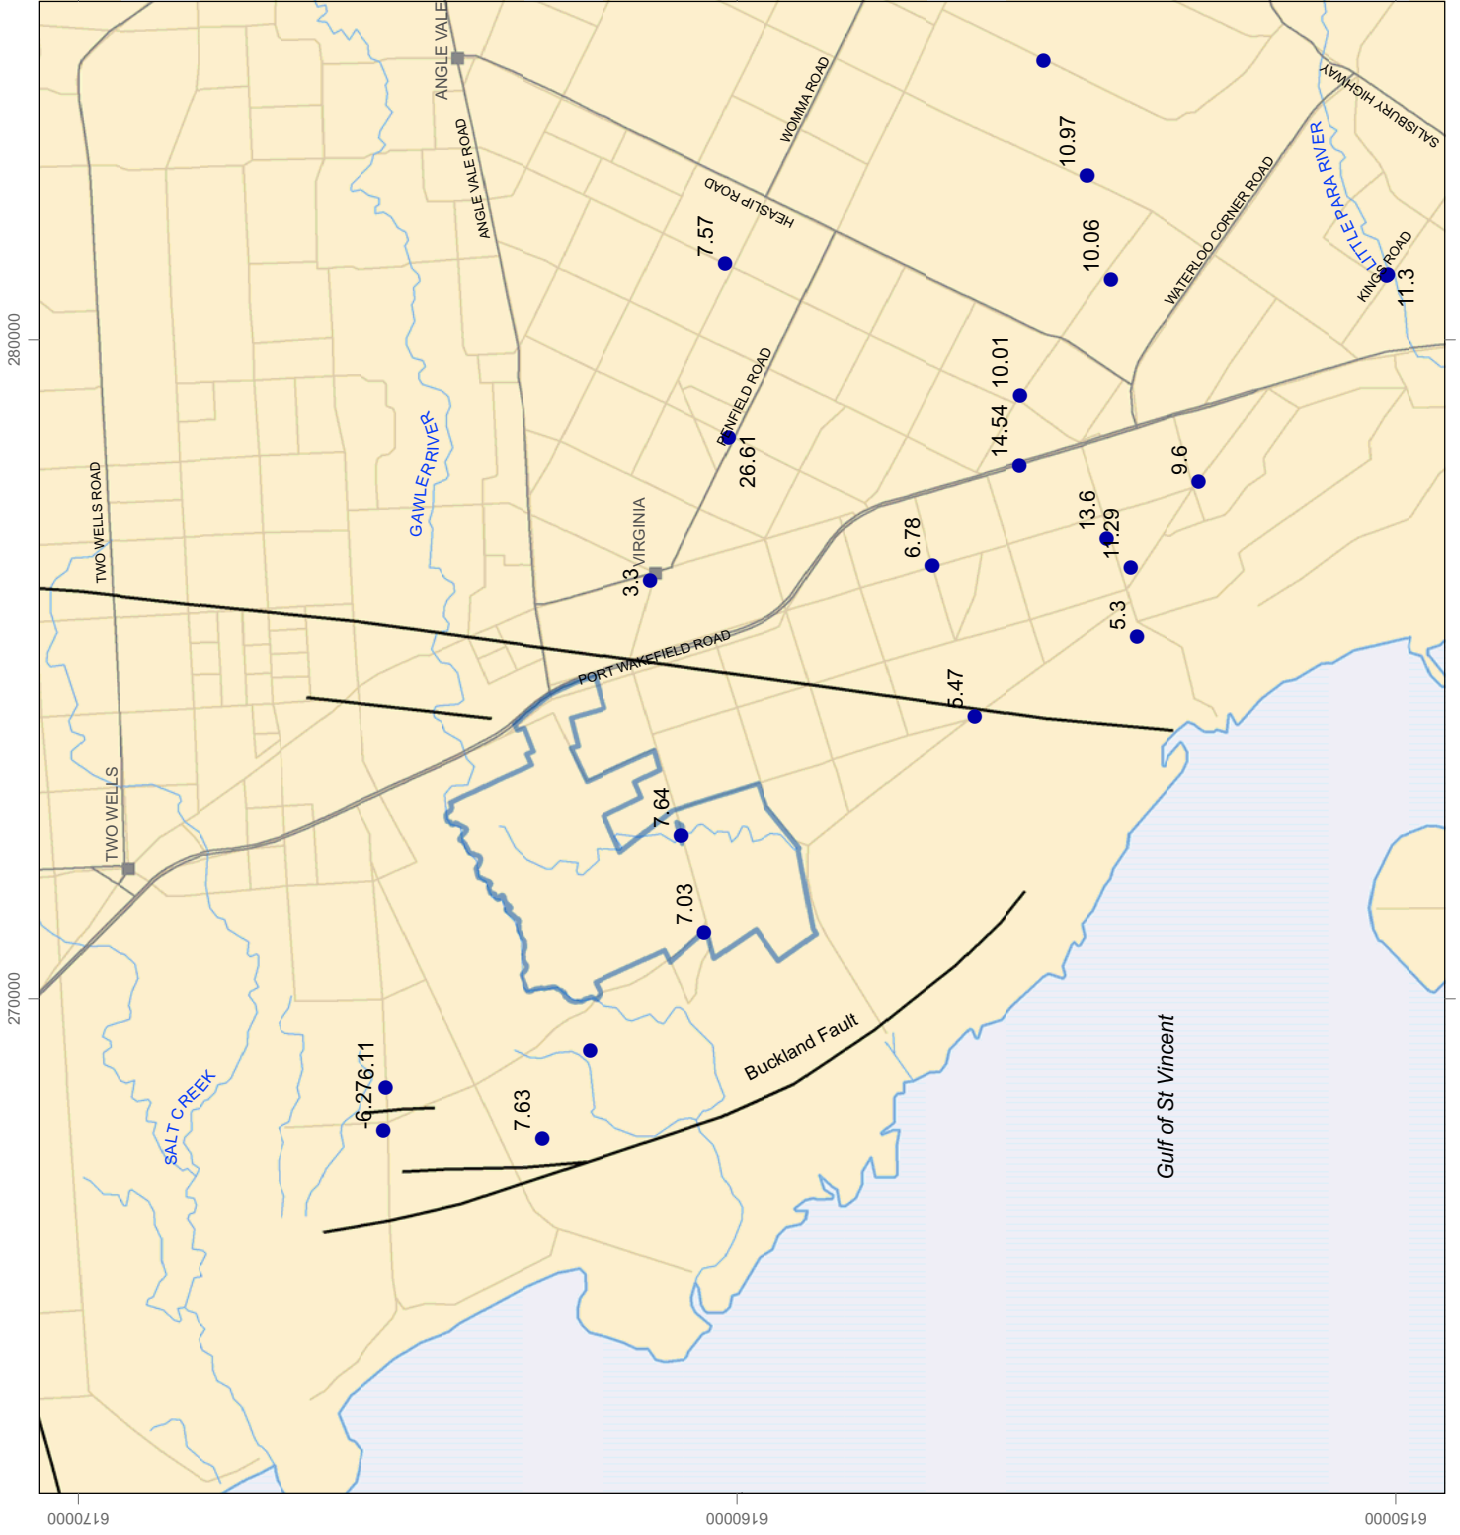 ANGLE VALE
ANGLE VALE ROAD
WOMMA ROAD
HEASLIP ROAD
SALISBURY HIGHWAY
LITTLE PARA RIVER
WATERLOO CORNER ROAD
KINGS ROAD
10.97
7.57
10.06
11.3
280000
10.01
14.54
PENFIELD ROAD
26.61
GAWLER RIVER
TWO WELLS ROAD
9.6
13.6
11.29
6.78
VIRGINIA
3.3
5.3
PORT WAKEFIELD ROAD
5.47
TWO WELLS
7.64
7.03
270000
Buckland Fault
6.11
-6.27
7.63
SALT CREEK
Gulf of St Vincent
6170000
6160000
6150000